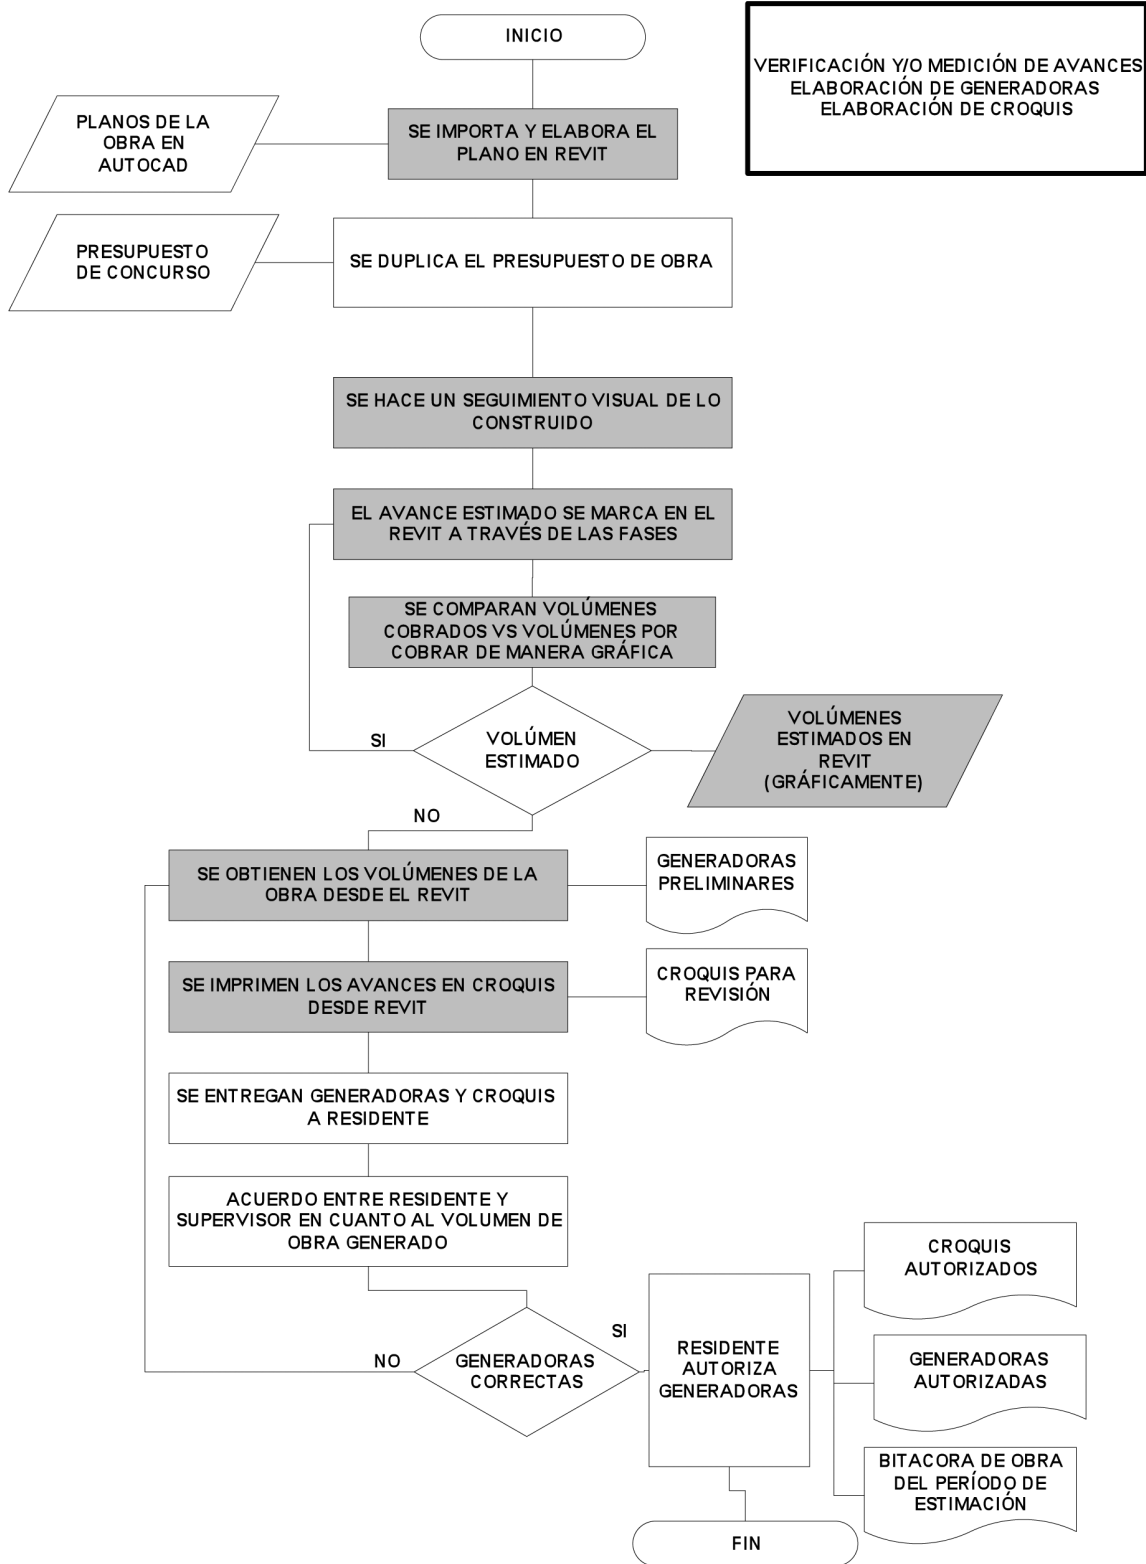 INICIO
VERIFICACIÓN Y/O MEDICIÓN DE AVANCES
ELABORACIÓN DE GENERADORAS
ELABORACIÓN DE CROQUIS
PLANOS DE LA
OBRA EN
AUTOCAD
SE IMPORTA Y ELABORA EL
PLANO EN REVIT
PRESUPUESTO
DE CONCURSO
SE DUPLICA EL PRESUPUESTO DE OBRA
SE HACE UN SEGUIMIENTO VISUAL DE LO
CONSTRUIDO
EL AVANCE ESTIMADO SE MARCA EN EL
REVIT A TRAVÉS DE LAS FASES
SE COMPARAN VOLÚMENES
COBRADOS VS VOLÚMENES POR
COBRAR DE MANERA GRÁFICA
SI
VOLÚMEN
ESTIMADO
VOLÚMENES
ESTIMADOS EN
REVIT
(GRÁFICAMENTE)
NO
SE OBTIENEN LOS VOLÚMENES DE LA
OBRA DESDE EL REVIT
GENERADORAS
PRELIMINARES
SE IMPRIMEN LOS AVANCES EN CROQUIS
DESDE REVIT
CROQUIS PARA
REVISIÓN
SE ENTREGAN GENERADORAS Y CROQUIS
A RESIDENTE
ACUERDO ENTRE RESIDENTE Y
SUPERVISOR EN CUANTO AL VOLUMEN DE
OBRA GENERADO
NO
GENERADORAS
CORRECTAS
SI
RESIDENTE
AUTORIZA
GENERADORAS
CROQUIS
AUTORIZADOS
GENERADORAS
AUTORIZADAS
BITACORA DE OBRA
DEL PERÍODO DE
ESTIMACIÓN
FIN